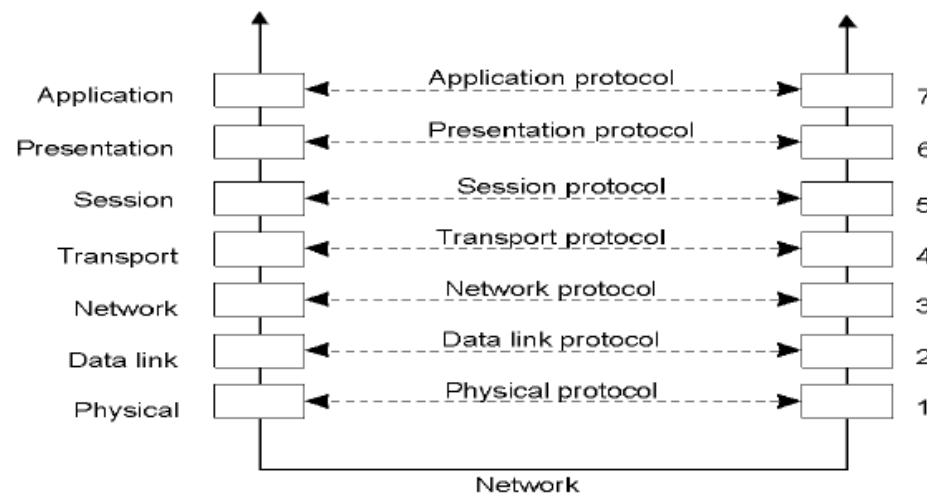 Application Application protocol 7
Presentation Presentation protocol 6
Session Session protocol 5
Transport Transport protocol 4
Network Network protocol 3
Data link Data link protocol 2
Physical Physical protocol 1
Network